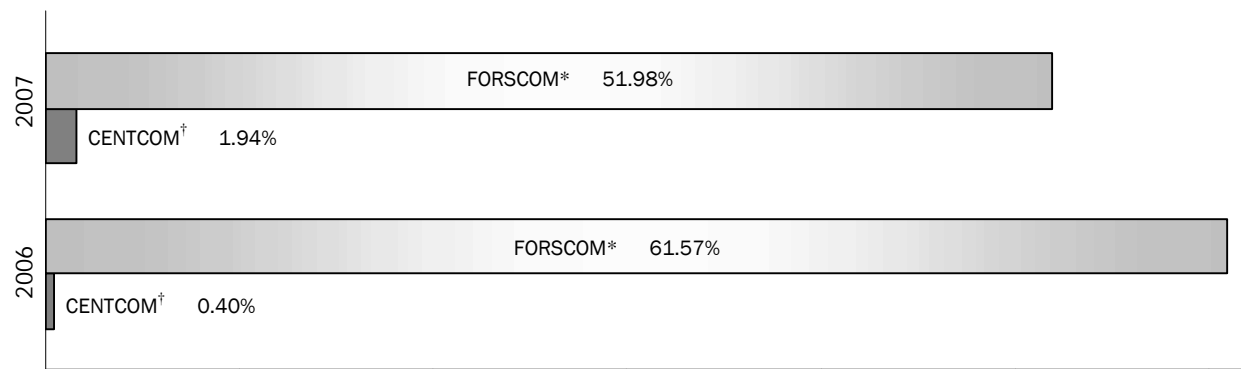 2007
FORSCOM* 51.98%
CENTCOM† 1.94%
2006
FORSCOM* 61.57%
CENTCOM† 0.40%